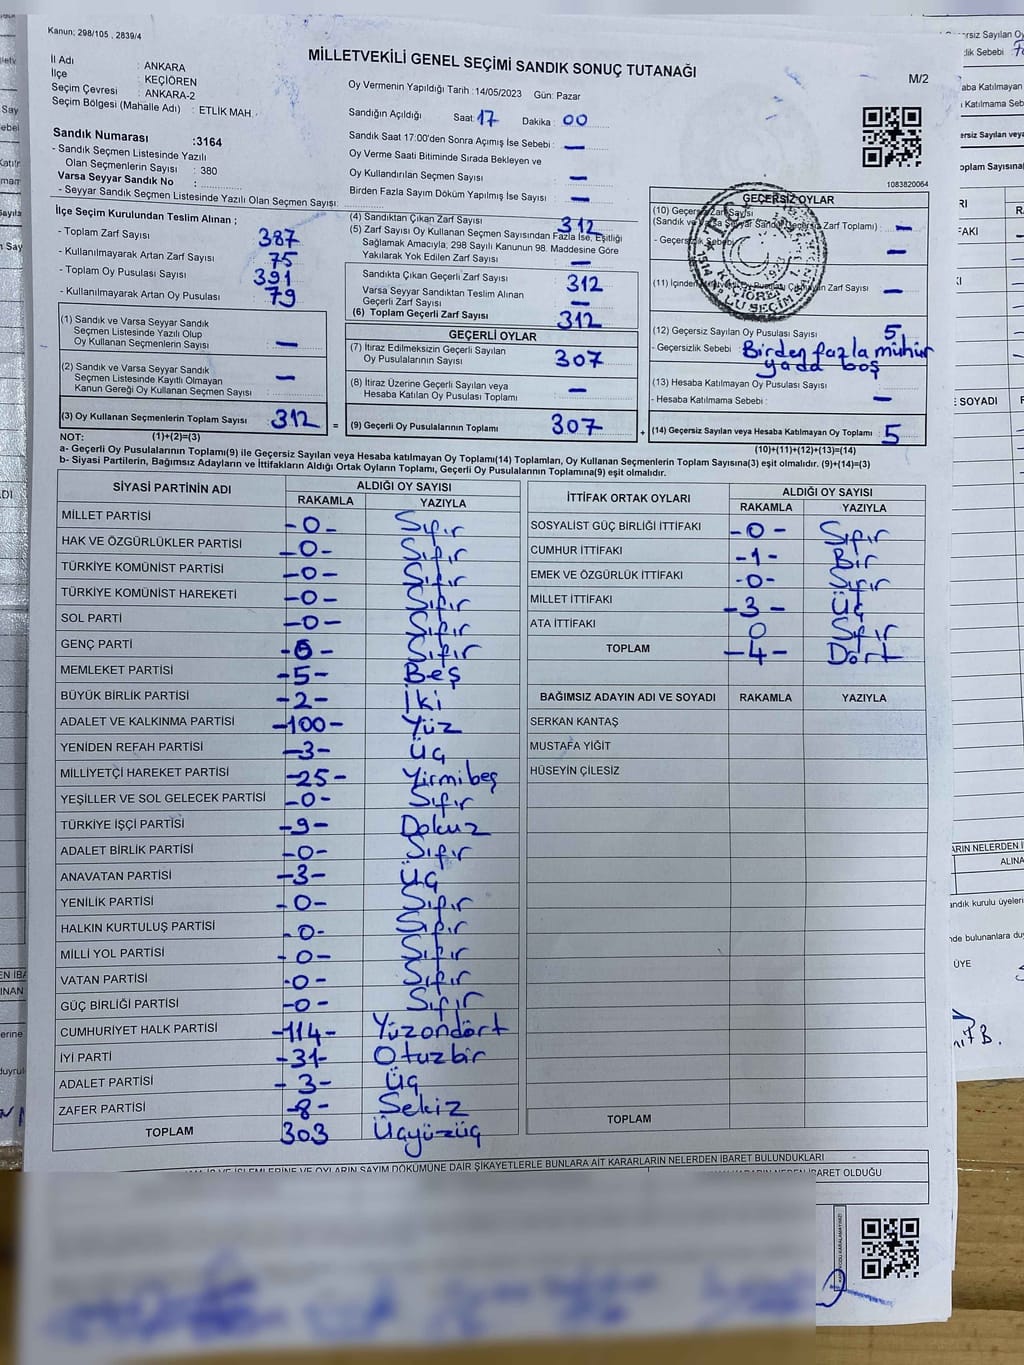 Kanun; 298/105 , 2839/4
MİLLETVEKİLİ GENEL SEÇİMİ SANDIK SONUÇ TUTANAĞI
M/2
İl Adı : ANKARA
İlçe : KEÇİÖREN
Seçim Çevresi : ANKARA-2
Seçim Bölgesi (Mahalle Adı) : ETLİK MAH.
Sandık Numarası :3164
- Sandık Seçmen Listesinde Yazılı
Olan Seçmenlerin Sayısı : 380
Varsa Seyyar Sandık No :
- Seyyar Sandık Seçmen Listesinde Yazılı Olan Seçmen Sayısı:
Oy Vermenin Yapıldığı Tarih :14/05/2023 Gün: Pazar
Sandığın Açıldığı Saat: 17 Dakika : 00
Sandık Saat 17:00'den Sonra Açımış İse Sebebi : —
Oy Verme Saati Bitiminde Sırada Bekleyen ve
Oy Kullandırılan Seçmen Sayısı : —
Birden Fazla Sayım Döküm Yapılmış İse Sayısı : —
1083820064
İlçe Seçim Kurulundan Teslim Alınan ;
- Toplam Zarf Sayısı : 387
- Kullanılmayarak Artan Zarf Sayısı : 75
- Toplam Oy Pusulası Sayısı : 391
- Kullanılmayarak Artan Oy Pusulası : 79
(1) Sandık ve Varsa Seyyar Sandık
Seçmen Listesinde Yazılı Olup
Oy Kullanan Seçmenlerin Sayısı : —
(2) Sandık ve Varsa Seyyar Sandık
Seçmen Listesinde Kayıtlı Olmayan
Kanun Gereği Oy Kullanan Seçmen Sayısı : —
(3) Oy Kullanan Seçmenlerin Toplam Sayısı : 312
(4) Sandıktan Çıkan Zarf Sayısı : 312
(5) Zarf Sayısı Oy Kullanan Seçmen Sayısından Fazla İse, Eşitliği
Sağlamak Amacıyla, 298 Sayılı Kanunun 98. Maddesine Göre
Yakılarak Yok Edilen Zarf Sayısı : —
Sandıkta Çıkan Geçerli Zarf Sayısı : 312
Varsa Seyyar Sandıktan Teslim Alınan
Geçerli Zarf Sayısı : —
(6) Toplam Geçerli Zarf Sayısı : 312
GEÇERLİ OYLAR
(7) İtiraz Edilmeksizin Geçerli Sayılan
Oy Pusulalarının Sayısı : 307
(8) İtiraz Üzerine Geçerli Sayılan veya
Hesaba Katılan Oy Pusulası Toplamı : —
= (9) Geçerli Oy Pusulalarının Toplamı : 307
GEÇERSİZ OYLAR
(10) Geçersiz Zarf Sayısı
(Sandık ve Varsa Seyyar Sandık Geçersiz Zarf Toplamı) : —
- Geçersizlik Sebebi : —
(11) İçinden Çıkmayan Zarf Sayısı : —
(12) Geçersiz Sayılan Oy Pusulası Sayısı : 5
- Geçersizlik Sebebi : Birden fazla mühür
yada boş
(13) Hesaba Katılmayan Oy Pusulası Sayısı :
- Hesaba Katılmama Sebebi : —
+ (14) Geçersiz Sayılan veya Hesaba Katılmayan Oy Toplamı : 5
NOT: (1)+(2)=(3) (10)+(11)+(12)+(13)=(14)
a- Geçerli Oy Pusulalarının Toplamı(9) ile Geçersiz Sayılan veya Hesaba katılmayan Oy Toplamı(14) Toplamları, Oy Kullanan Seçmenlerin Toplam Sayısına(3) eşit olmalıdır. (9)+(14)=(3)
b- Siyasi Partilerin, Bağımsız Adayların ve İttifakların Aldığı Ortak Oyların Toplamı, Geçerli Oy Pusulalarının Toplamına(9) eşit olmalıdır.
SİYASİ PARTİNİN ADI ALDIĞI OY SAYISI
RAKAMLA YAZIYLA
MİLLET PARTİSİ -0- Sıfır
HAK VE ÖZGÜRLÜKLER PARTİSİ -0- Sıfır
TÜRKİYE KOMÜNİST PARTİSİ -0- Sıfır
TÜRKİYE KOMÜNİST HAREKETİ -0- Sıfır
SOL PARTİ -0- Sıfır
GENÇ PARTİ -0- Sıfır
MEMLEKET PARTİSİ -5- Beş
BÜYÜK BİRLİK PARTİSİ -2- İki
ADALET VE KALKINMA PARTİSİ -100- Yüz
YENİDEN REFAH PARTİSİ -3- Üç
MİLLİYETÇİ HAREKET PARTİSİ -25- Yirmibeş
YEŞİLLER VE SOL GELECEK PARTİSİ -0- Sıfır
TÜRKİYE İŞÇİ PARTİSİ -9- Dokuz
ADALET BİRLİK PARTİSİ -0- Sıfır
ANAVATAN PARTİSİ -3- Üç
YENİLİK PARTİSİ -0- Sıfır
HALKIN KURTULUŞ PARTİSİ -0- Sıfır
MİLLİ YOL PARTİSİ -0- Sıfır
VATAN PARTİSİ -0- Sıfır
GÜÇ BİRLİĞİ PARTİSİ -0- Sıfır
CUMHURİYET HALK PARTİSİ -114- Yüzondört
İYİ PARTİ -31- Otuzbir
ADALET PARTİSİ -3- Üç
ZAFER PARTİSİ -8- Sekiz
TOPLAM 303 Üçyüzüç
İTTİFAK ORTAK OYLARI ALDIĞI OY SAYISI
RAKAMLA YAZIYLA
SOSYALİST GÜÇ BİRLİĞİ İTTİFAKI -0- Sıfır
CUMHUR İTTİFAKI -1- Bir
EMEK VE ÖZGÜRLÜK İTTİFAKI -0- Sıfır
MİLLET İTTİFAKI -3- Üç
ATA İTTİFAKI 0 Sıfır
TOPLAM -4- Dört
BAĞIMSIZ ADAYIN ADI VE SOYADI RAKAMLA YAZIYLA
SERKAN KANTAŞ
MUSTAFA YİĞİT
HÜSEYİN ÇİLESİZ
TOPLAM
İŞLEMLERİNE VE OYLARIN SAYIM DÖKÜMÜNE DAİR ŞİKAYETLERLE BUNLARA AİT KARARLARIN NELERDEN İBARET BULUNDUKLARI